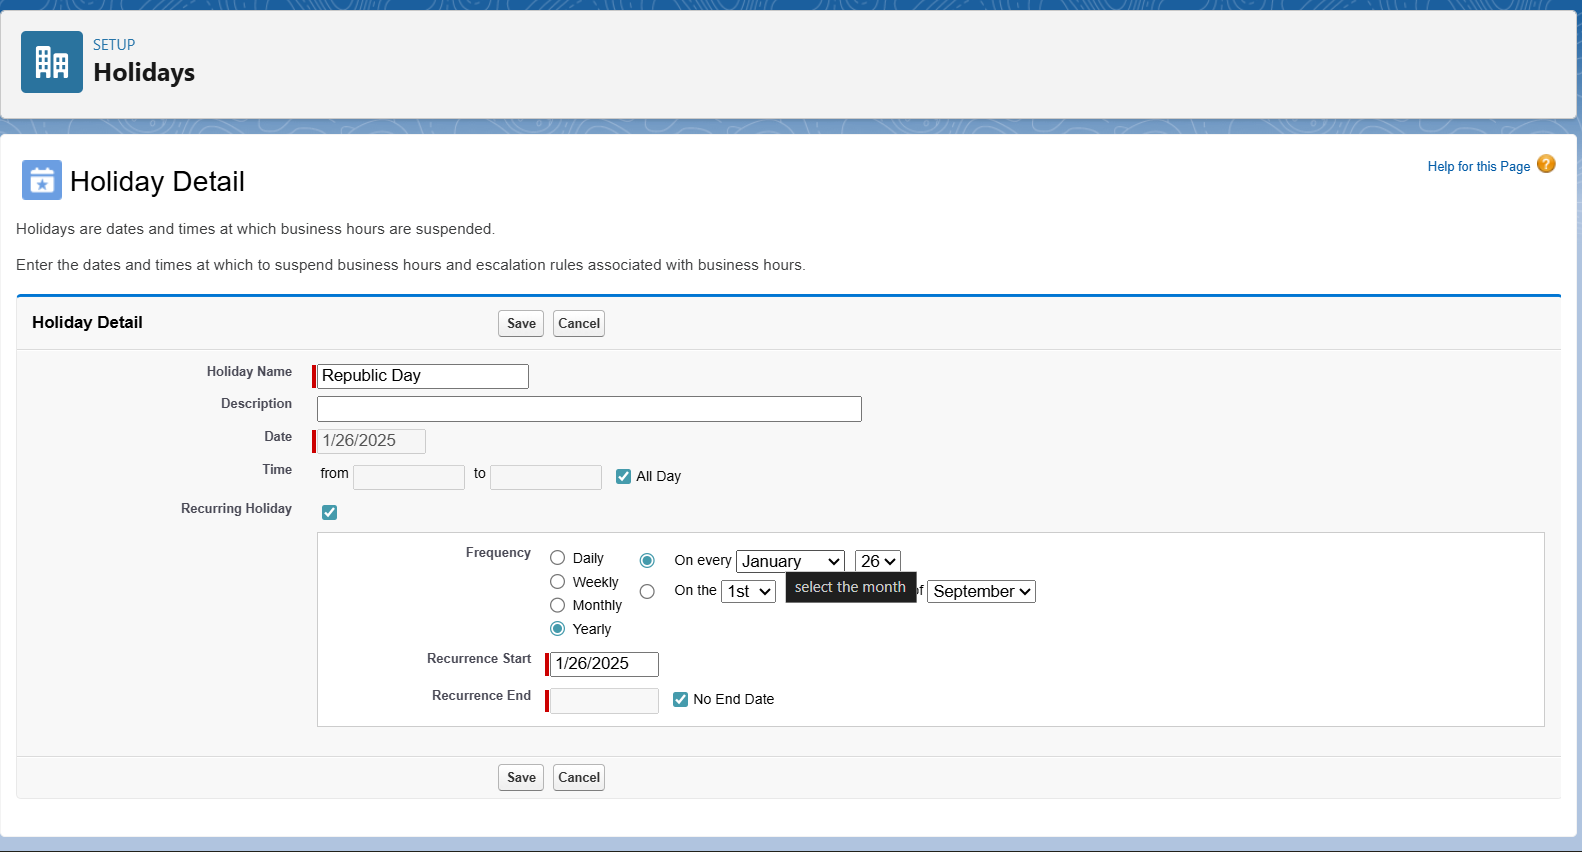 SETUP
Holidays
Help for this Page ?
Holiday Detail
Holidays are dates and times at which business hours are suspended.
Enter the dates and times at which to suspend business hours and escalation rules associated with business hours.
Holiday Detail Save Cancel
Holiday Name Republic Day
Description
Date 1/26/2025
Time from to All Day
Recurring Holiday
Frequency Daily On every January 26
Weekly On the 1st select the month of September
Monthly
Yearly
Recurrence Start 1/26/2025
Recurrence End No End Date
Save Cancel